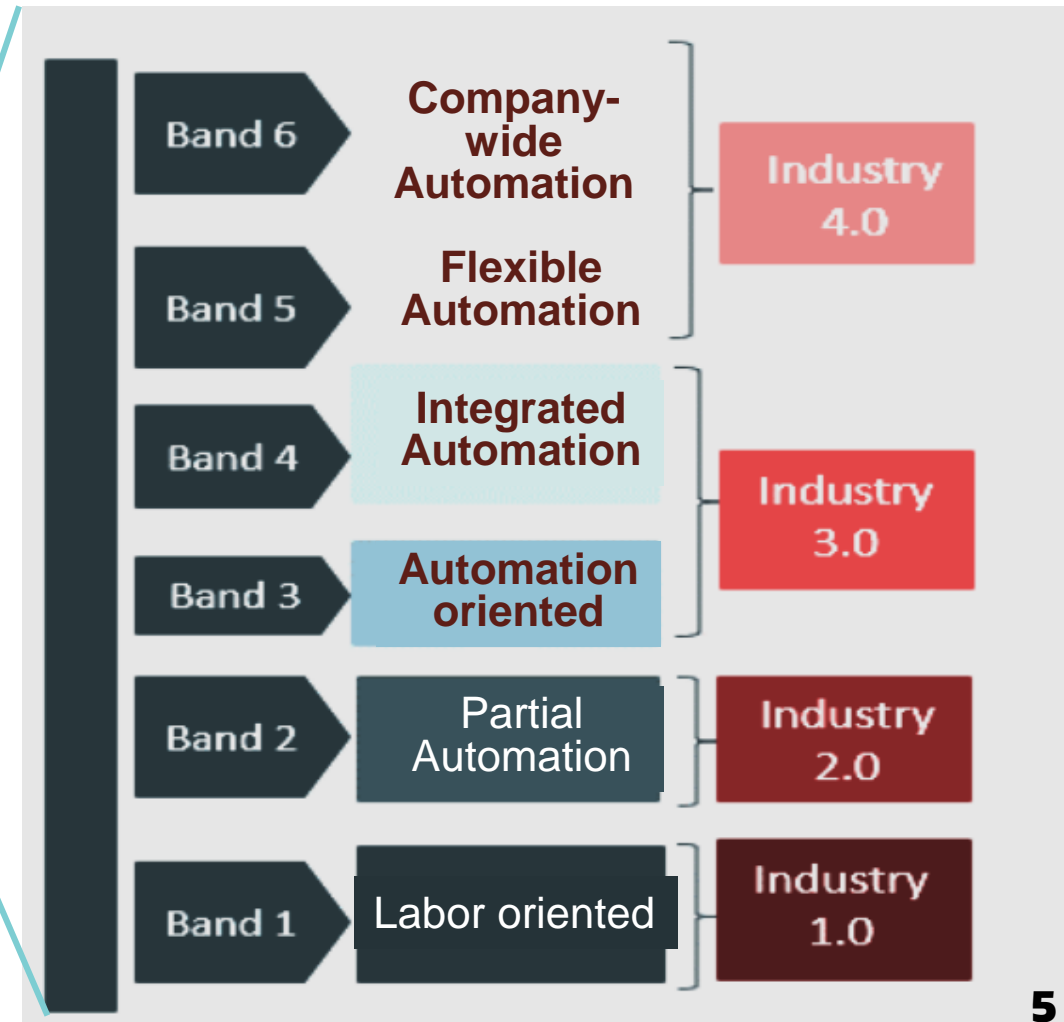 Band 6
Company-
wide
Automation
Industry
4.0
Band 5
Flexible
Automation
Band 4
Integrated
Automation
Industry
3.0
Band 3
Automation
oriented
Band 2
Partial
Automation
Industry
2.0
Band 1
Labor oriented
Industry
1.0
5